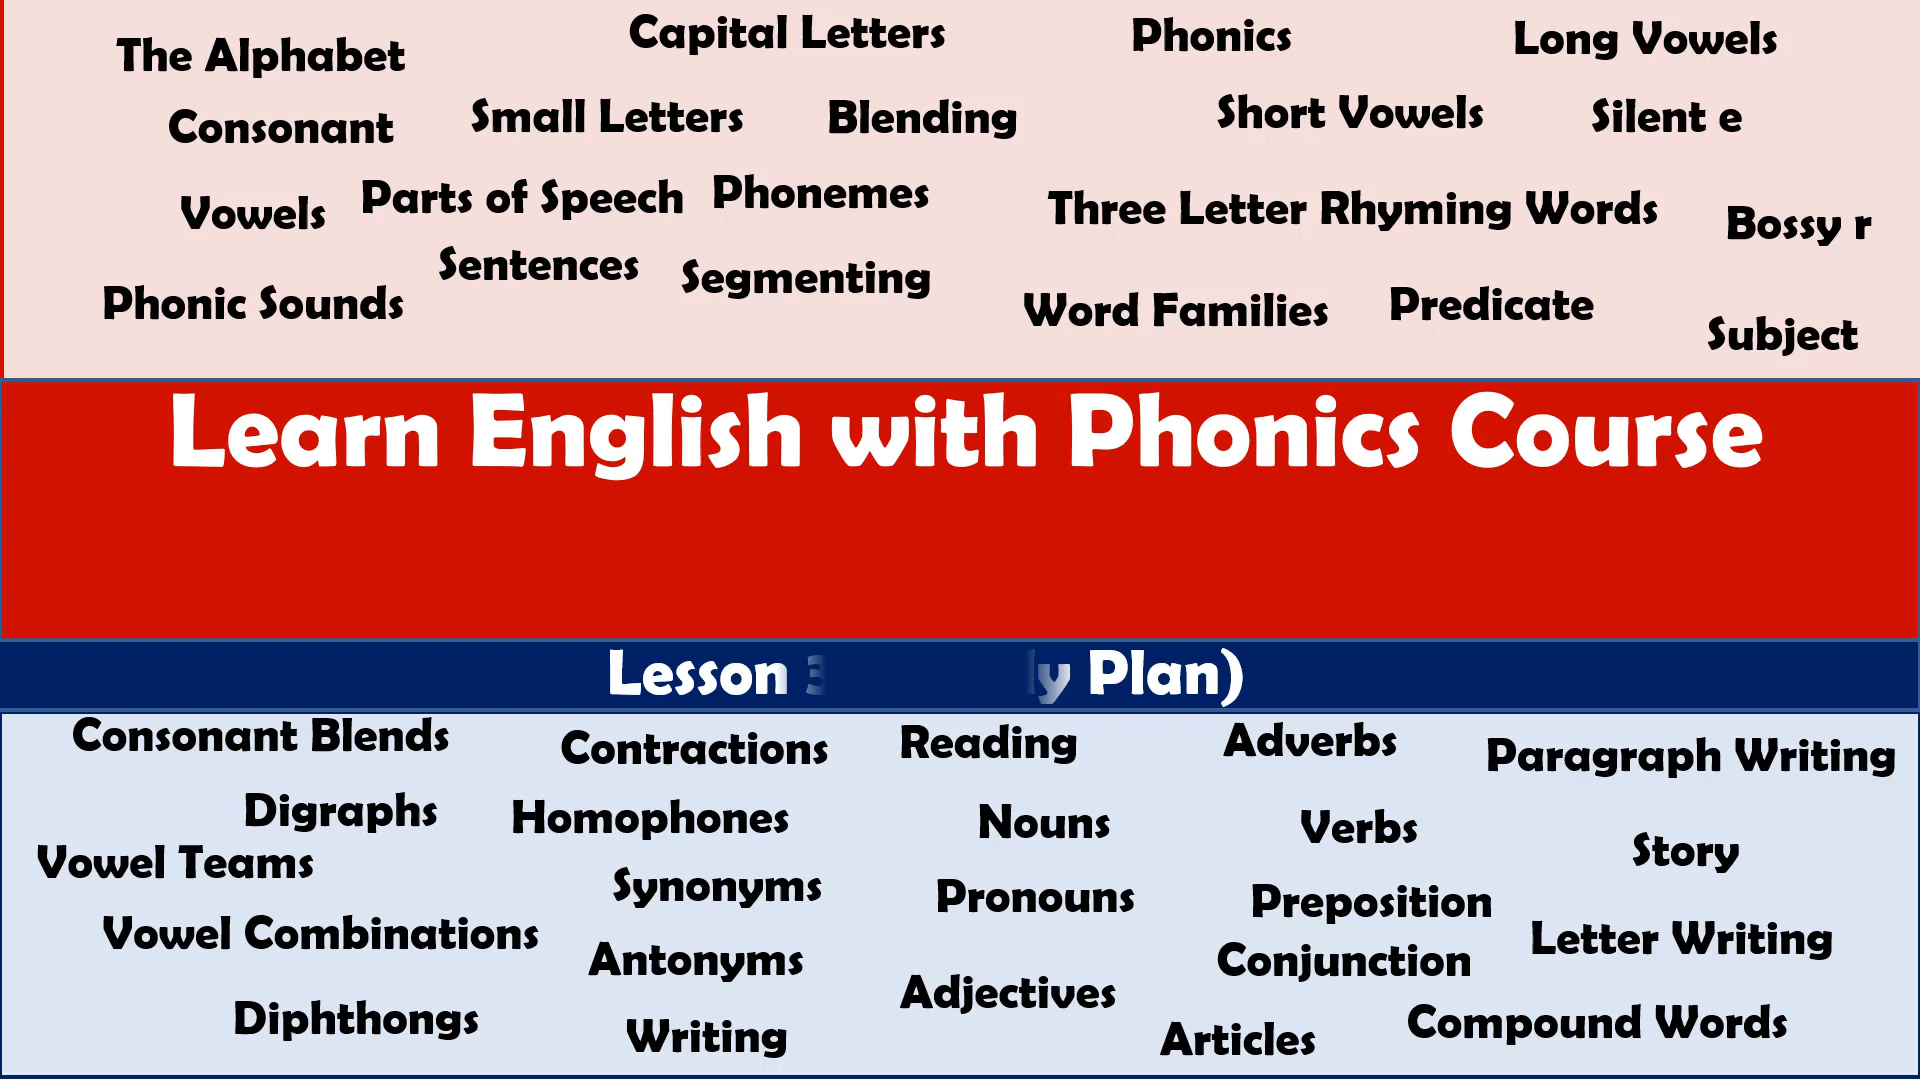 The Alphabet
Capital Letters
Phonics
Long Vowels
Consonant
Small Letters
Blending
Short Vowels
Silent e
Vowels
Parts of Speech
Phonemes
Three Letter Rhyming Words
Bossy r
Phonic Sounds
Sentences
Segmenting
Word Families
Predicate
Subject
Learn English with Phonics Course
Lesson Plan)
Consonant Blends
Contractions
Reading
Adverbs
Paragraph Writing
Digraphs
Homophones
Nouns
Verbs
Story
Vowel Teams
Synonyms
Pronouns
Preposition
Letter Writing
Vowel Combinations
Antonyms
Adjectives
Conjunction
Compound Words
Diphthongs
Writing
Articles